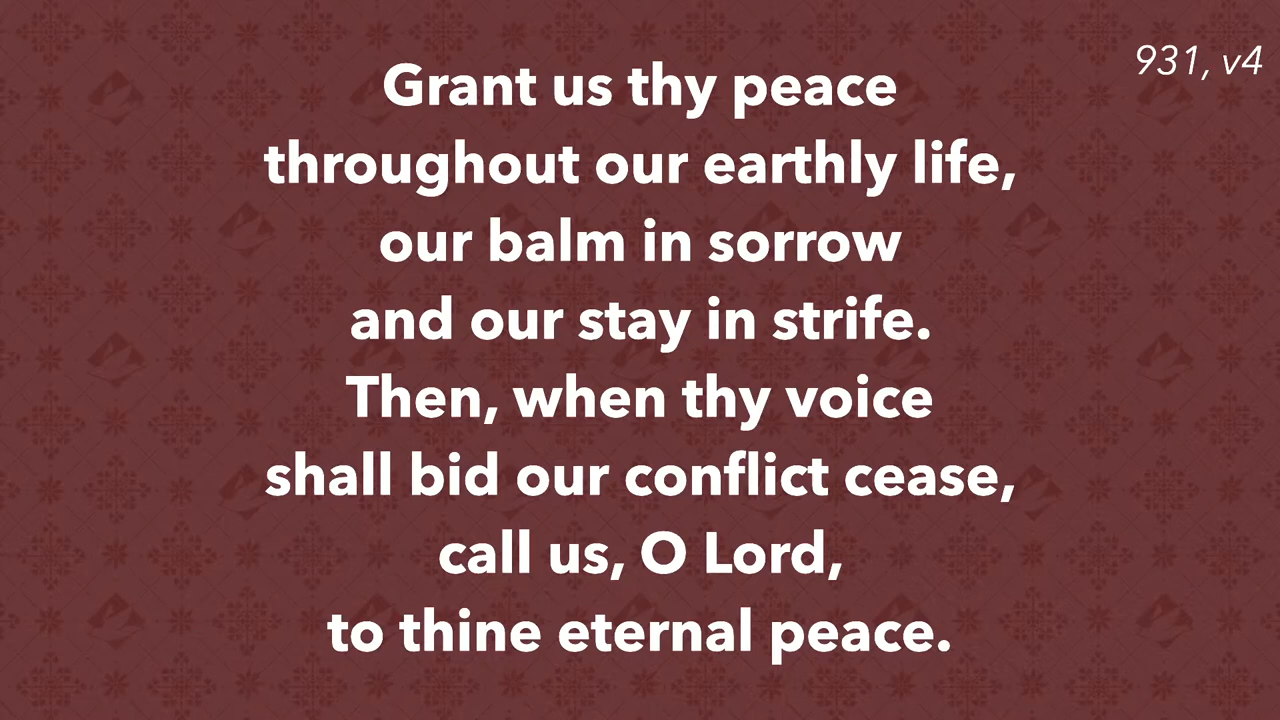 931, v4
Grant us thy peace
throughout our earthly life,
our balm in sorrow
and our stay in strife.
Then, when thy voice
shall bid our conflict cease,
call us, O Lord,
to thine eternal peace.